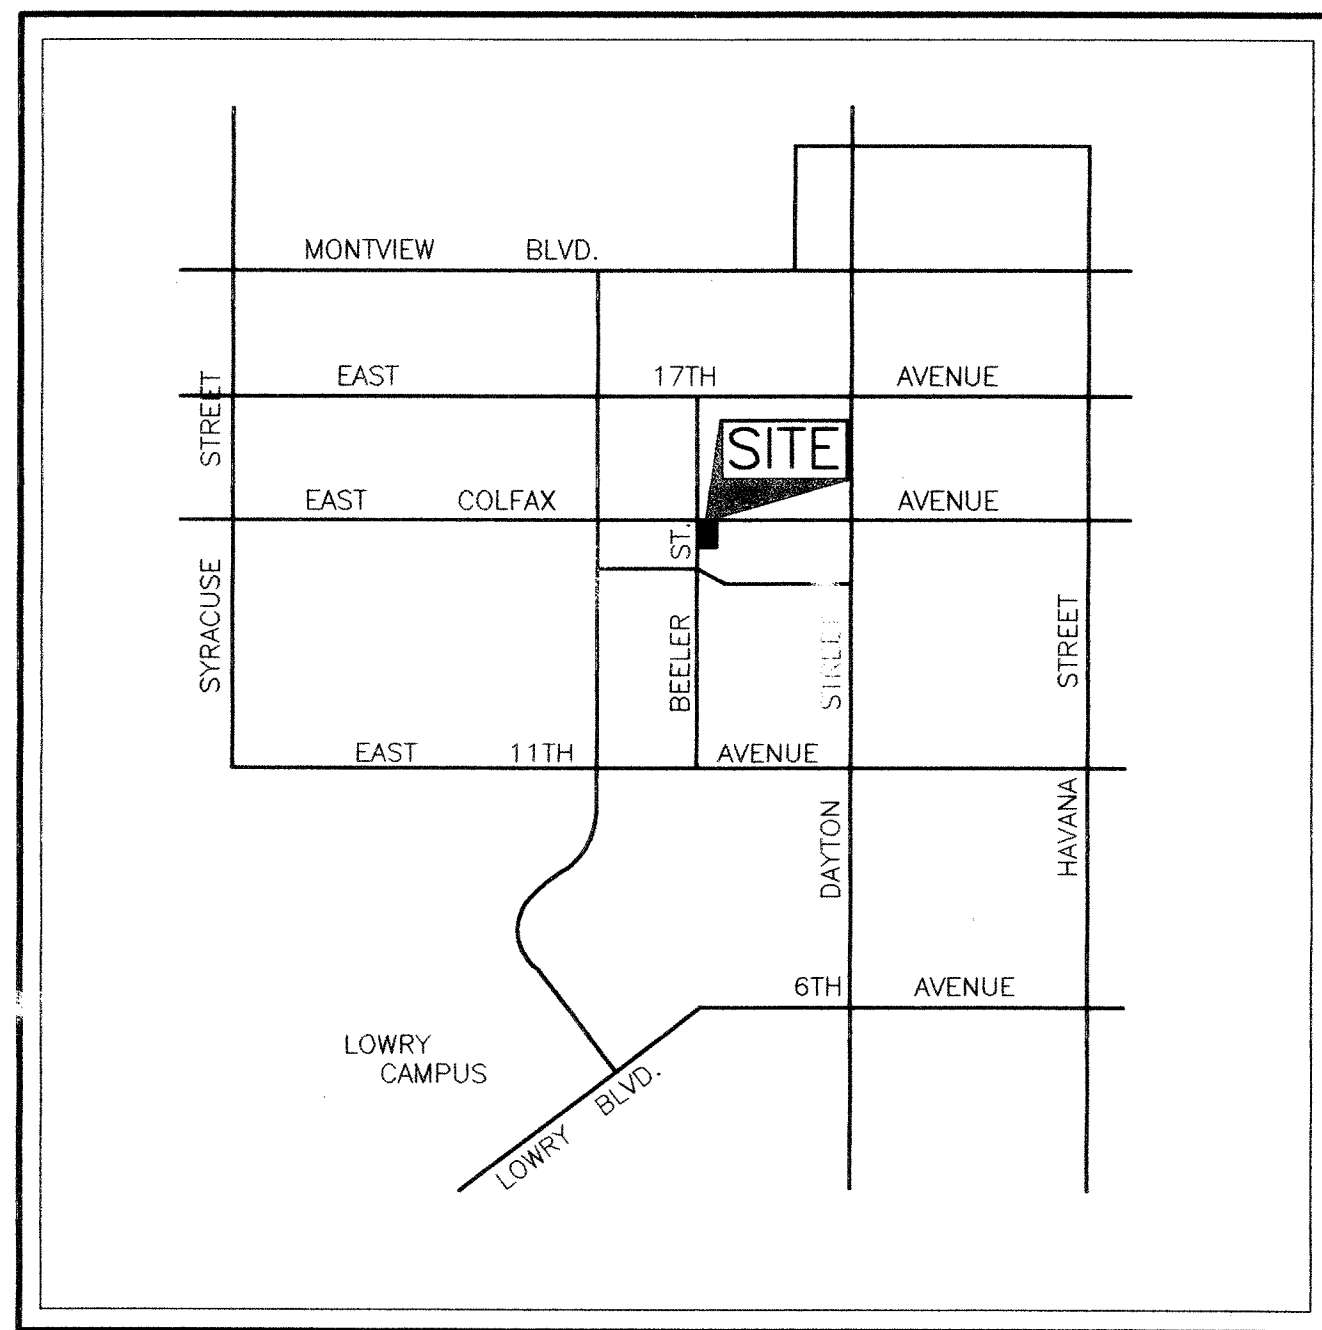 MONTVIEW BLVD.
EAST 17TH AVENUE
SITE
EAST COLFAX AVENUE
SYRACUSE STREET
BEELER ST.
DAYTON STREET
HAVANA STREET
EAST 11TH AVENUE
6TH AVENUE
LOWRY
CAMPUS
LOWRY BLVD.